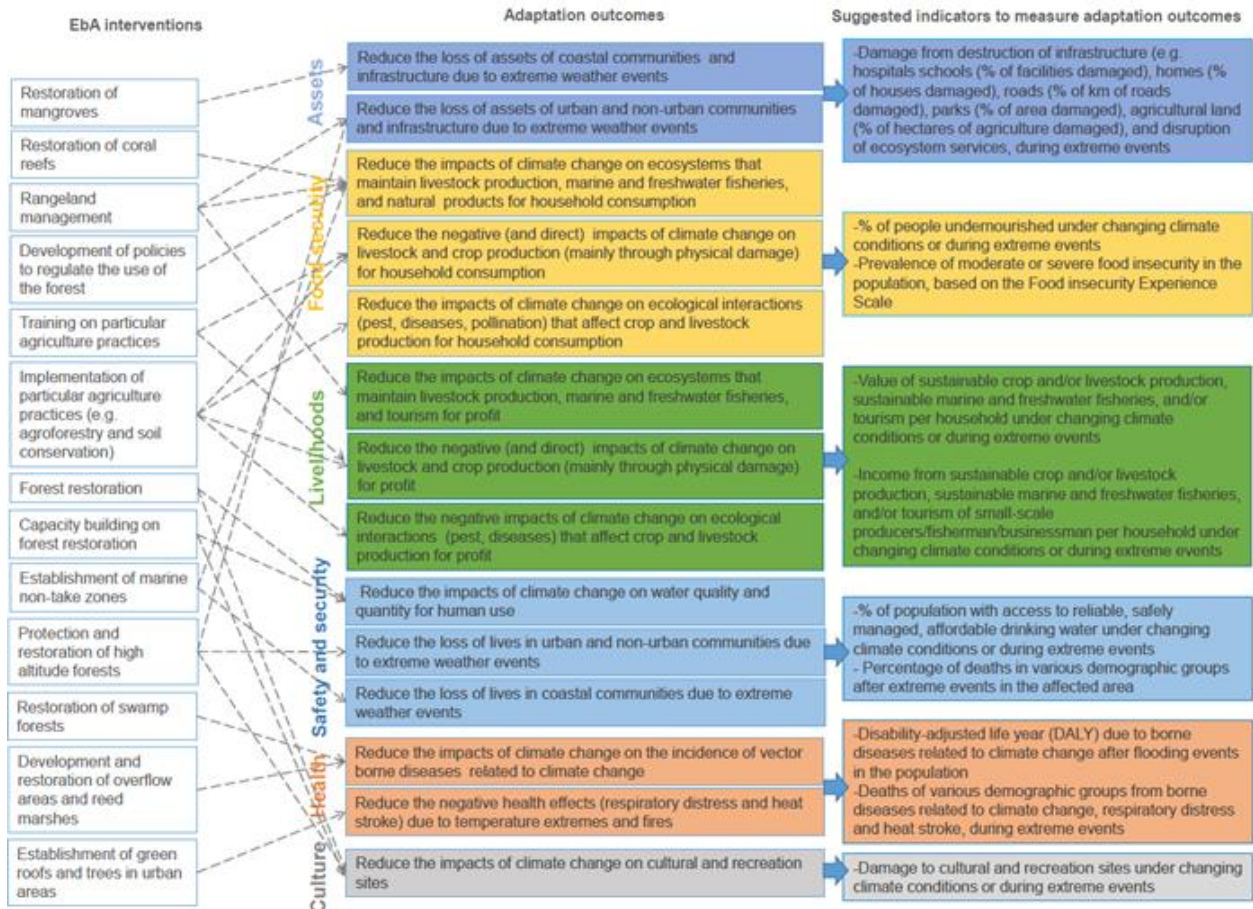 EbA interventions
Adaptation outcomes
Suggested indicators to measure adaptation outcomes
Restoration of
mangroves
Restoration of coral
reefs
Rangeland
management
Development of policies
to regulate the use of
the forest
Training on particular
agriculture practices
Implementation of
particular agriculture
practices (e.g.
agroforestry and soil
conservation)
Forest restoration
Capacity building on
forest restoration
Establishment of marine
non-take zones
Protection and
restoration of high
altitude forests
Restoration of swamp
forests
Development and
restoration of overflow
areas and reed
marshes
Establishment of green
roofs and trees in urban
areas
Assets
Reduce the loss of assets of coastal communities and
infrastructure due to extreme weather events
Reduce the loss of assets of urban and non-urban communities
and infrastructure due to extreme weather events
Food security
Reduce the impacts of climate change on ecosystems that
maintain livestock production, marine and freshwater fisheries,
and natural products for household consumption
Reduce the negative (and direct) impacts of climate change on
livestock and crop production (mainly through physical damage)
for household consumption
Reduce the impacts of climate change on ecological interactions
(pest, diseases, pollination) that affect crop and livestock
production for household consumption
Livelihoods
Reduce the impacts of climate change on ecosystems that
maintain livestock production, marine and freshwater fisheries,
and tourism for profit
Reduce the negative (and direct) impacts of climate change on
livestock and crop production (mainly through physical damage)
for profit
Reduce the negative impacts of climate change on ecological
interactions (pest, diseases) that affect crop and livestock
production for profit
Safety and security
Reduce the impacts of climate change on water quality and
quantity for human use
Reduce the loss of lives in urban and non-urban communities due
to extreme weather events
Reduce the loss of lives in coastal communities due to extreme
weather events
Health
Reduce the impacts of climate change on the incidence of vector
borne diseases related to climate change
Reduce the negative health effects (respiratory distress and heat
stroke) due to temperature extremes and fires
Culture
Reduce the impacts of climate change on cultural and recreation
sites
-Damage from destruction of infrastructure (e.g.
hospitals schools (% of facilities damaged), homes (%
of houses damaged), roads (% of km of roads
damaged), parks (% of area damaged), agricultural land
(% of hectares of agriculture damaged), and disruption
of ecosystem services, during extreme events
-% of people undernourished under changing climate
conditions or during extreme events
-Prevalence of moderate or severe food insecurity in the
population, based on the Food insecurity Experience
Scale
-Value of sustainable crop and/or livestock production,
sustainable marine and freshwater fisheries, and/or
tourism per household under changing climate
conditions or during extreme events
-Income from sustainable crop and/or livestock
production, sustainable marine and freshwater fisheries,
and/or tourism of small-scale
producers/fisherman/businessman per household under
changing climate conditions or during extreme events
-% of population with access to reliable, safely
managed, affordable drinking water under changing
climate conditions or during extreme events
- Percentage of deaths in various demographic groups
after extreme events in the affected area
-Disability-adjusted life year (DALY) due to borne
diseases related to climate change after flooding events
in the population
-Deaths of various demographic groups from borne
diseases related to climate change, respiratory distress
and heat stroke, during extreme events
-Damage to cultural and recreation sites under changing
climate conditions or during extreme events